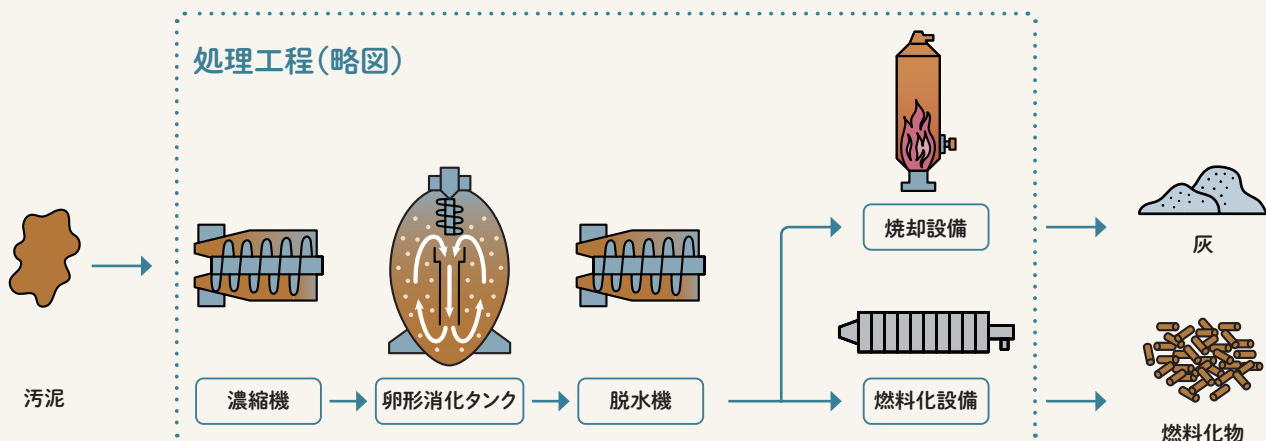 処理工程(略図)
汚泥
濃縮機
卵形消化タンク
脱水機
焼却設備
燃料化設備
灰
燃料化物